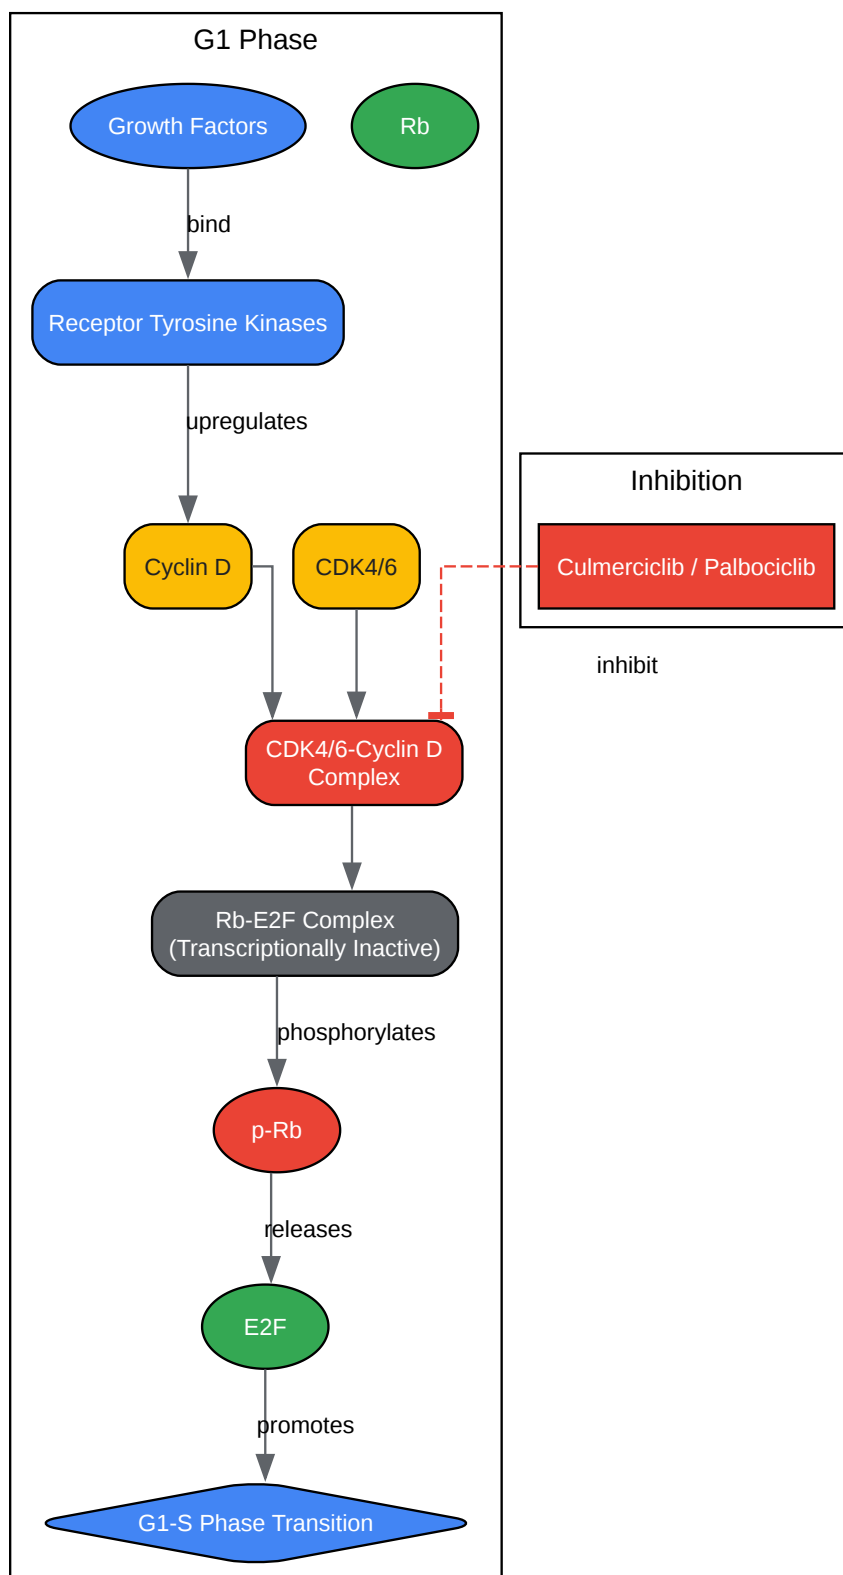 G1 Phase
Growth Factors
Rb
bind
Receptor Tyrosine Kinases
upregulates
Inhibition
Cyclin D
CDK4/6
Culmerciclib / Palbociclib
inhibit
CDK4/6-Cyclin D
Complex
Rb-E2F Complex
(Transcriptionally Inactive)
phosphorylates
p-Rb
releases
E2F
promotes
G1-S Phase Transition